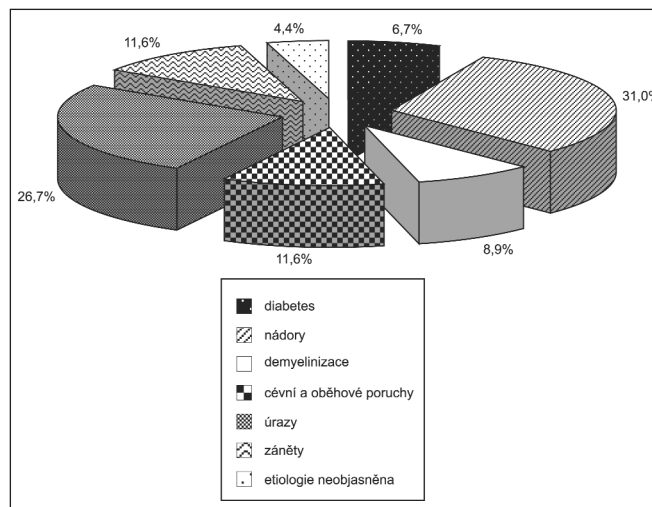 4,4%
6,7%
11,6%
31,0%
26,7%
8,9%
11,6%
diabetes
nádory
demyelinizace
cévní a oběhové poruchy
úrazy
záněty
etiologie neobjasněna